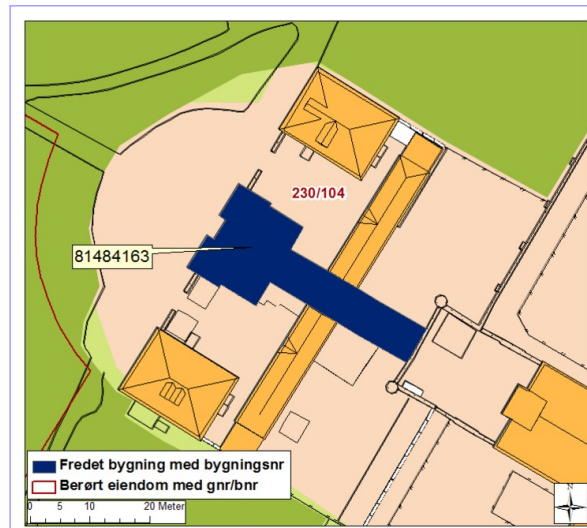 230/104
81484163
Fredet bygning med bygningsnr
Berørt eiendom med gnr/bnr
0 5 10 20 Meter
N